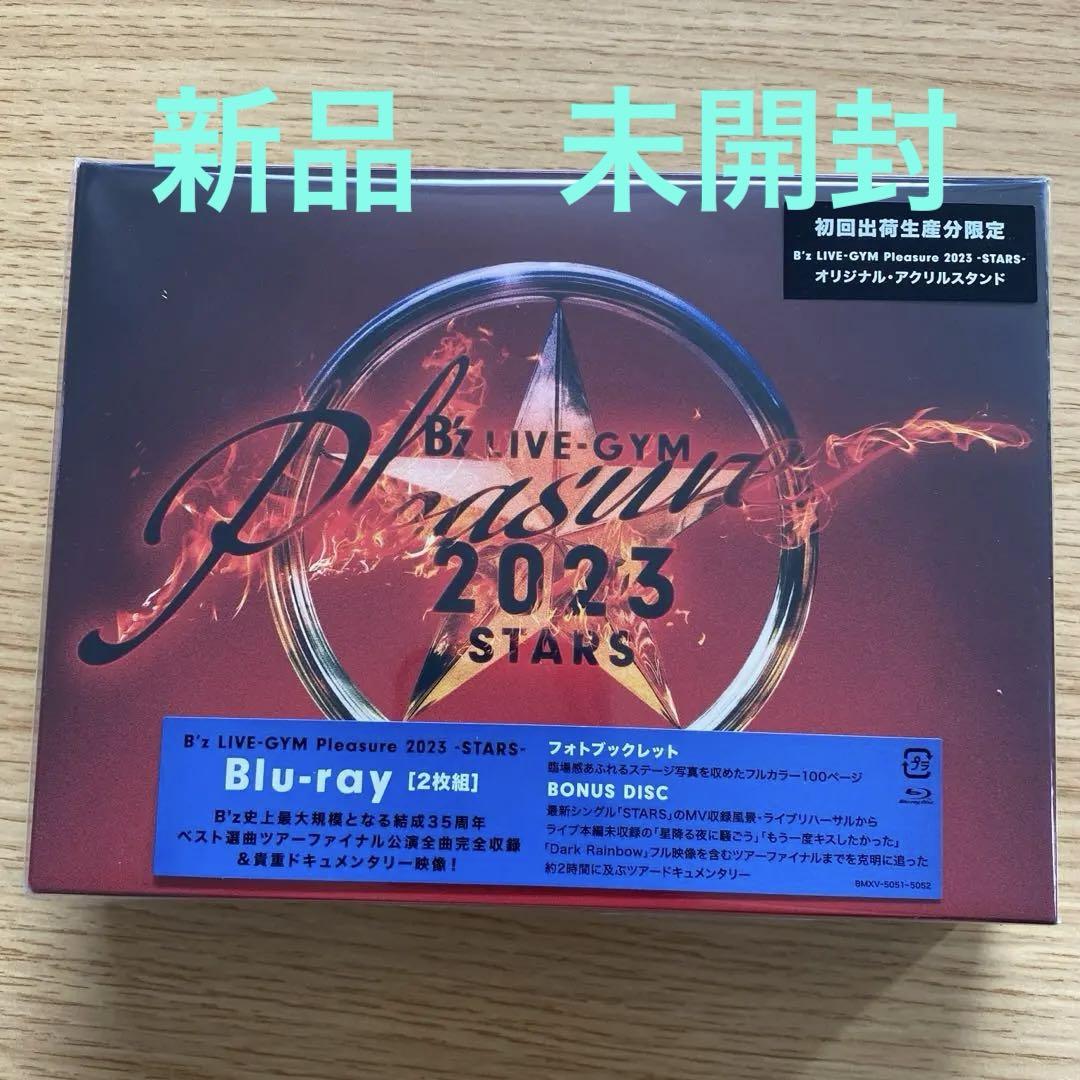 新品 未開封
初回出荷生産分限定
B'z LIVE-GYM Pleasure 2023 -STARS-
オリジナル・アクリルスタンド
B'z LIVE-GYM
Pleasure
2023
STARS
B'z LIVE-GYM Pleasure 2023 -STARS-
Blu-ray [2枚組]
B'z史上最大規模となる結成35周年
ベスト選曲ツアーファイナル公演全曲完全収録
&貴重ドキュメンタリー映像!
フォトブックレット
臨場感あふれるステージ写真を収めたフルカラー100ページ
BONUS DISC
最新シングル「STARS」のMV収録風景・ライブリハーサルから
ライブ本編未収録の「星降る夜に騒ごう」「もう一度キスしたかった」
「Dark Rainbow」フル映像を含むツアーファイナルまでを克明に追った
約2時間に及ぶツアードキュメンタリー
プラ
Blu-ray Disc
BMXV-5051~5052